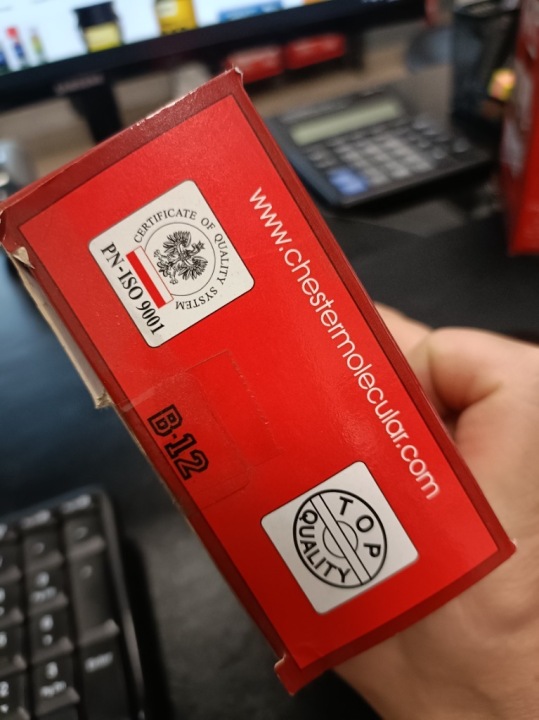 www.chestermolecular.com
CERTIFICATE OF QUALITY SYSTEM
PN-ISO 9001
B-12
TOP
QUALITY